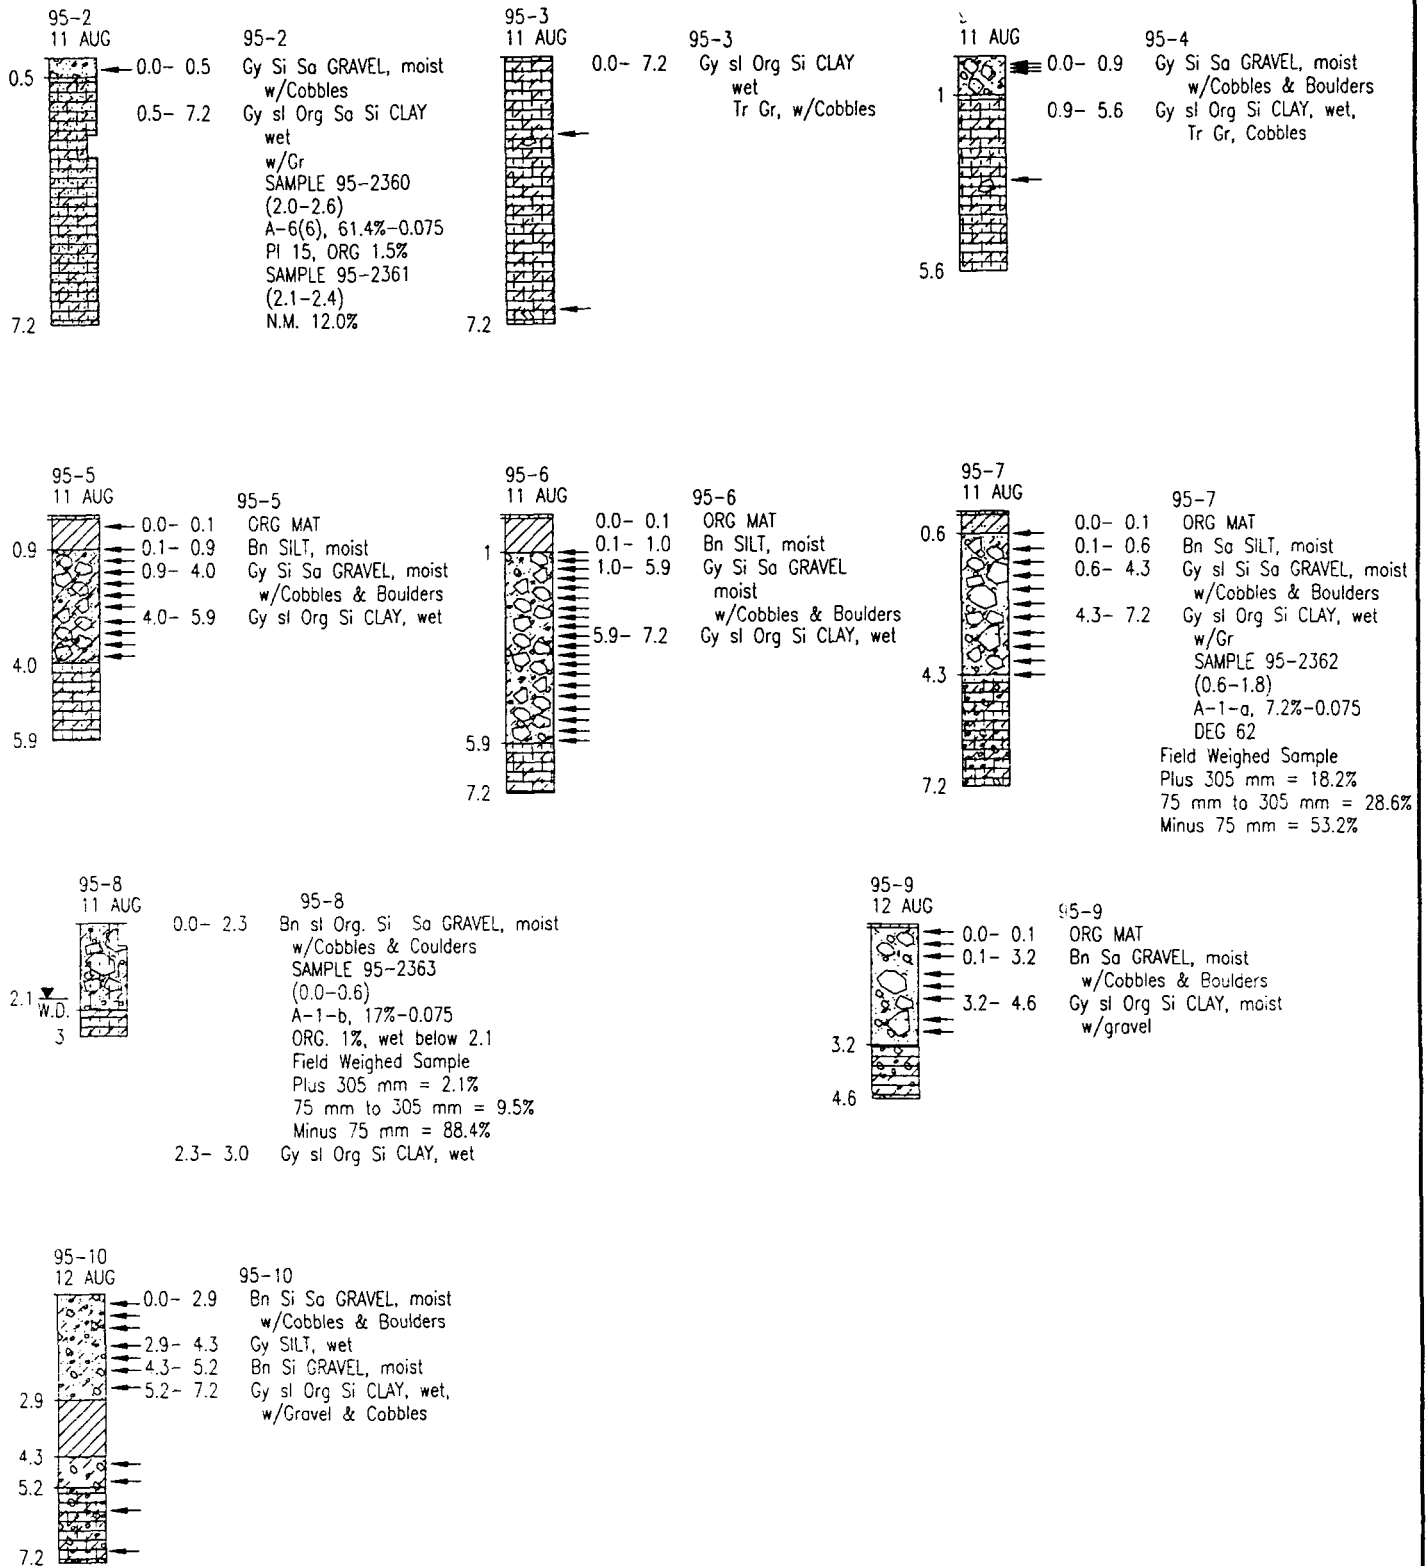 95-2
11 AUG
95-2
0.0- 0.5 Gy Si Sa GRAVEL, moist
w/Cobbles
0.5- 7.2 Gy sl Org Sa Si CLAY
wet
w/Gr
SAMPLE 95-2360
(2.0-2.6)
A-6(6), 61.4%-0.075
PI 15, ORG 1.5%
SAMPLE 95-2361
(2.1-2.4)
N.M. 12.0%
0.5
7.2
95-3
11 AUG
95-3
0.0- 7.2 Gy sl Org Si CLAY
wet
Tr Gr, w/Cobbles
7.2
11 AUG
95-4
0.0- 0.9 Gy Si Sa GRAVEL, moist
w/Cobbles & Boulders
0.9- 5.6 Gy sl Org Si CLAY, wet,
Tr Gr, Cobbles
1
5.6
95-5
11 AUG
95-5
0.0- 0.1 ORG MAT
0.1- 0.9 Bn SILT, moist
0.9- 4.0 Gy Si Sa GRAVEL, moist
w/Cobbles & Boulders
4.0- 5.9 Gy sl Org Si CLAY, wet
0.9
4.0
5.9
95-6
11 AUG
95-6
0.0- 0.1 ORG MAT
0.1- 1.0 Bn SILT, moist
1.0- 5.9 Gy Si Sa GRAVEL
moist
w/Cobbles & Boulders
5.9- 7.2 Gy sl Org Si CLAY, wet
1
5.9
7.2
95-7
11 AUG
95-7
0.0- 0.1 ORG MAT
0.1- 0.6 Bn Sa SILT, moist
0.6- 4.3 Gy sl Si Sa GRAVEL, moist
w/Cobbles & Boulders
4.3- 7.2 Gy sl Org Si CLAY, wet
w/Gr
SAMPLE 95-2362
(0.6-1.8)
A-1-a, 7.2%-0.075
DEG 62
Field Weighed Sample
Plus 305 mm = 18.2%
75 mm to 305 mm = 28.6%
Minus 75 mm = 53.2%
0.6
4.3
7.2
95-8
11 AUG
95-8
0.0- 2.3 Bn sl Org. Si Sa GRAVEL, moist
w/Cobbles & Coulders
SAMPLE 95-2363
(0.0-0.6)
A-1-b, 17%-0.075
ORG. 1%, wet below 2.1
Field Weighed Sample
Plus 305 mm = 2.1%
75 mm to 305 mm = 9.5%
Minus 75 mm = 88.4%
2.3- 3.0 Gy sl Org Si CLAY, wet
2.1
W.D.
3
95-9
12 AUG
95-9
0.0- 0.1 ORG MAT
0.1- 3.2 Bn Sa GRAVEL, moist
w/Cobbles & Boulders
3.2- 4.6 Gy sl Org Si CLAY, moist
w/gravel
3.2
4.6
95-10
12 AUG
95-10
0.0- 2.9 Bn Si Sa GRAVEL, moist
w/Cobbles & Boulders
2.9- 4.3 Gy SILT, wet
4.3- 5.2 Bn Si GRAVEL, moist
5.2- 7.2 Gy sl Org Si CLAY, wet,
w/Gravel & Cobbles
2.9
4.3
5.2
7.2